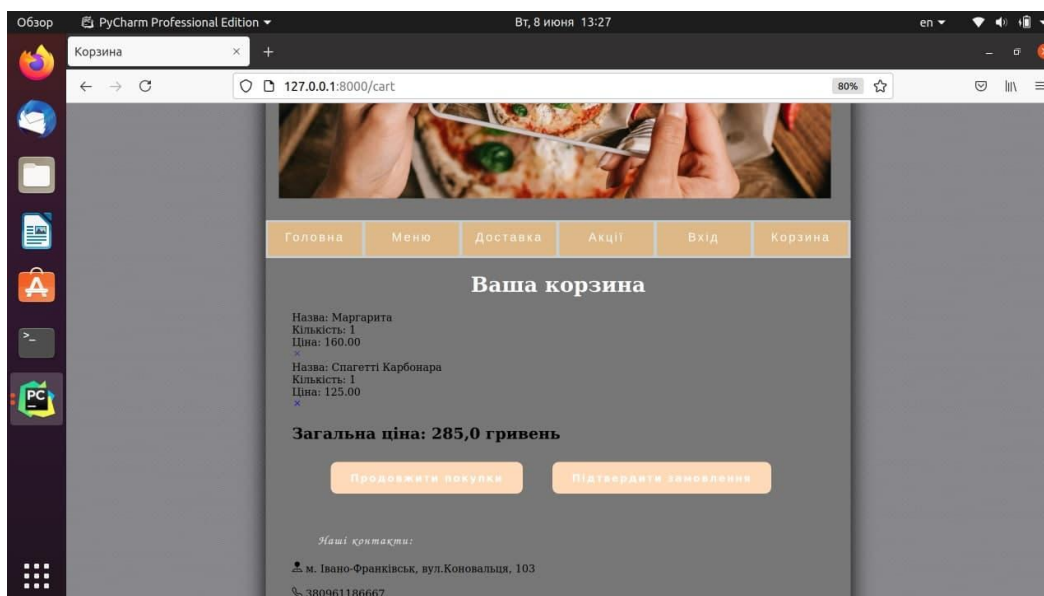 Обзор PyCharm Professional Edition Вт, 8 июня 13:27 en
Корзина × +
127.0.0.1:8000/cart 80%
Головна Меню Доставка Акції Вхід Корзина
Ваша корзина
Назва: Маргарита
Кількість: 1
Ціна: 160.00
×
Назва: Спагетті Карбонара
Кількість: 1
Ціна: 125.00
×
Загальна ціна: 285,0 гривень
Продовжити покупки Підтвердити замовлення
Наші контакти:
м. Івано-Франківськ, вул.Коновальця, 103
380961186667